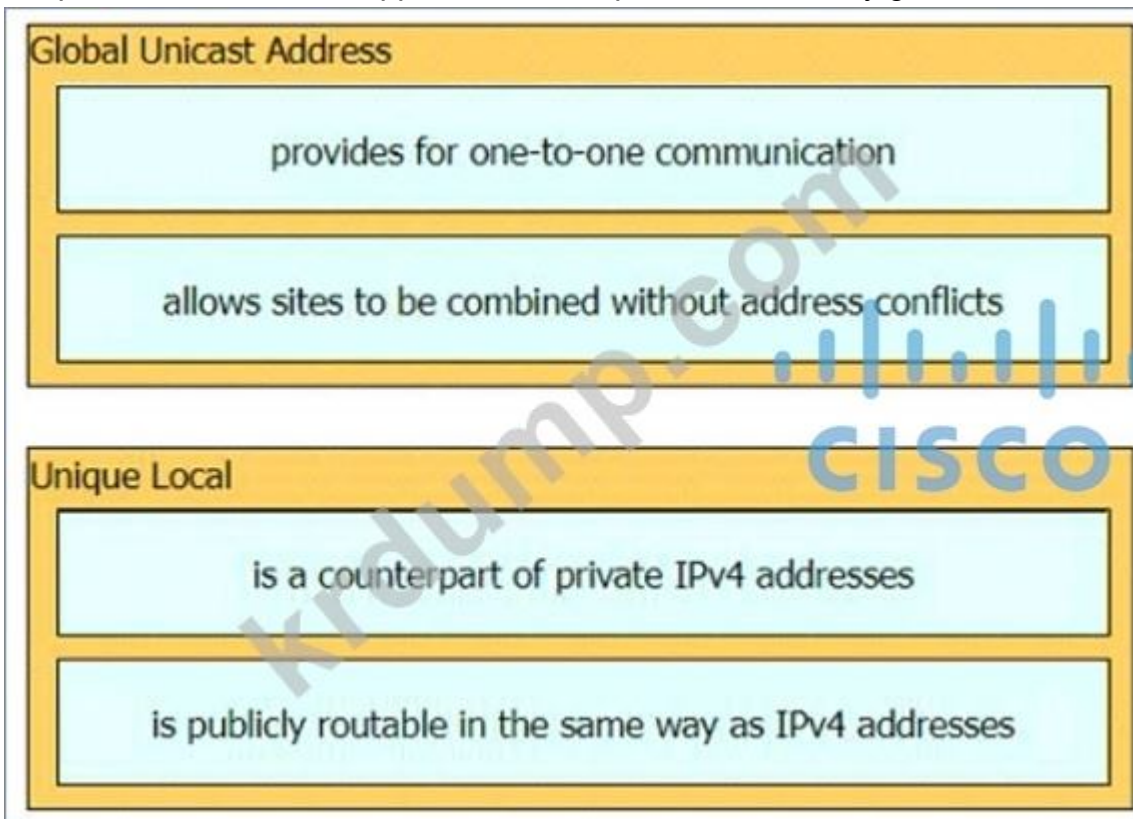 Global Unicast Address
provides for one-to-one communication
allows sites to be combined without address conflicts
CISCO
Unique Local
is a counterpart of private IPv4 addresses
is publicly routable in the same way as IPv4 addresses
krdump.com